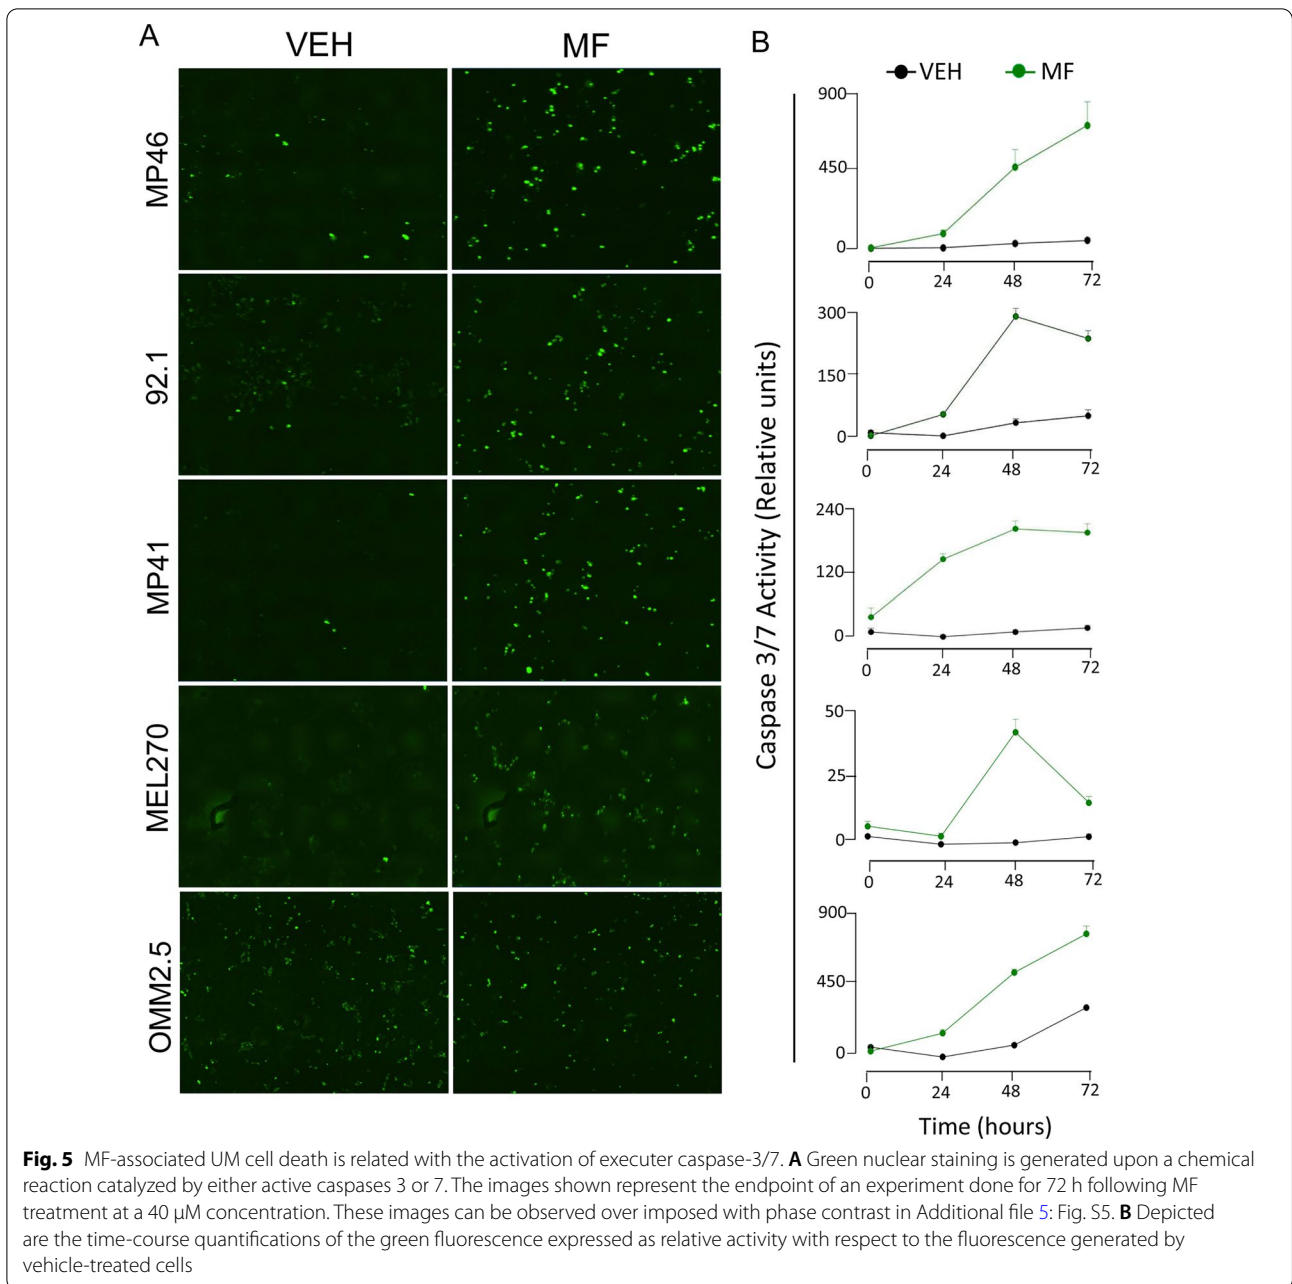 A
VEH MF
MP46
92.1
MP41
MEL270
OMM2.5
B
VEH MF
Caspase 3/7 Activity (Relative units)
900
450
0
0 24 48 72
300
150
0
0 24 48 72
240
120
0
0 24 48 72
50
25
0
0 24 48 72
900
450
0
0 24 48 72
Time (hours)
Fig. 5 MF-associated UM cell death is related with the activation of executer caspase-3/7. A Green nuclear staining is generated upon a chemical
reaction catalyzed by either active caspases 3 or 7. The images shown represent the endpoint of an experiment done for 72 h following MF
treatment at a 40 µM concentration. These images can be observed over imposed with phase contrast in Additional file 5: Fig. S5. B Depicted
are the time-course quantifications of the green fluorescence expressed as relative activity with respect to the fluorescence generated by
vehicle-treated cells